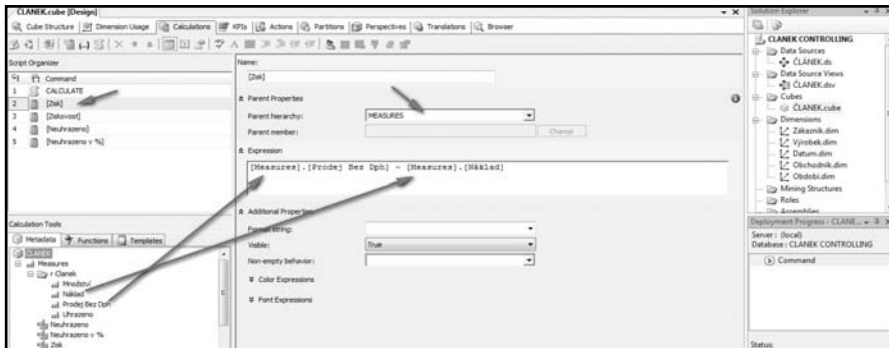 CLANEK.cube [Design]
Cube Structure
Dimension Usage
Calculations
KPIs
Actions
Partitions
Perspectives
Translations
Browser
Script Organizer
Command
1 CALCULATE
2 [Zisk]
3 [Ziskovost]
4 [Neuhrazeno]
5 [Neuhrazeno v %]
Calculation Tools
Metadata
Functions
Templates
CLANEK
Measures
r Clanek
Množství
Náklad
Prodej Bez Dph
Uhrazeno
Neuhrazeno
Neuhrazeno v %
Zisk
Name:
[Zisk]
Parent Properties
Parent hierarchy:
MEASURES
Parent member:
Change
Expression
[Measures].[Prodej Bez Dph] - [Measures].[Náklad]
Additional Properties
Format string:
Visible:
True
Non-empty behavior:
Color Expressions
Font Expressions
Solution Explorer
CLANEK CONTROLLING
Data Sources
ČLÁNEK.ds
Data Source Views
ČLÁNEK.dsv
Cubes
CLANEK.cube
Dimensions
Zákazník.dim
Výrobek.dim
Datum.dim
Obchodník.dim
Období.dim
Mining Structures
Roles
Assemblies
Deployment Progress - CLANE...
Server : (local)
Database : CLANEK CONTROLLING
Command
Status: